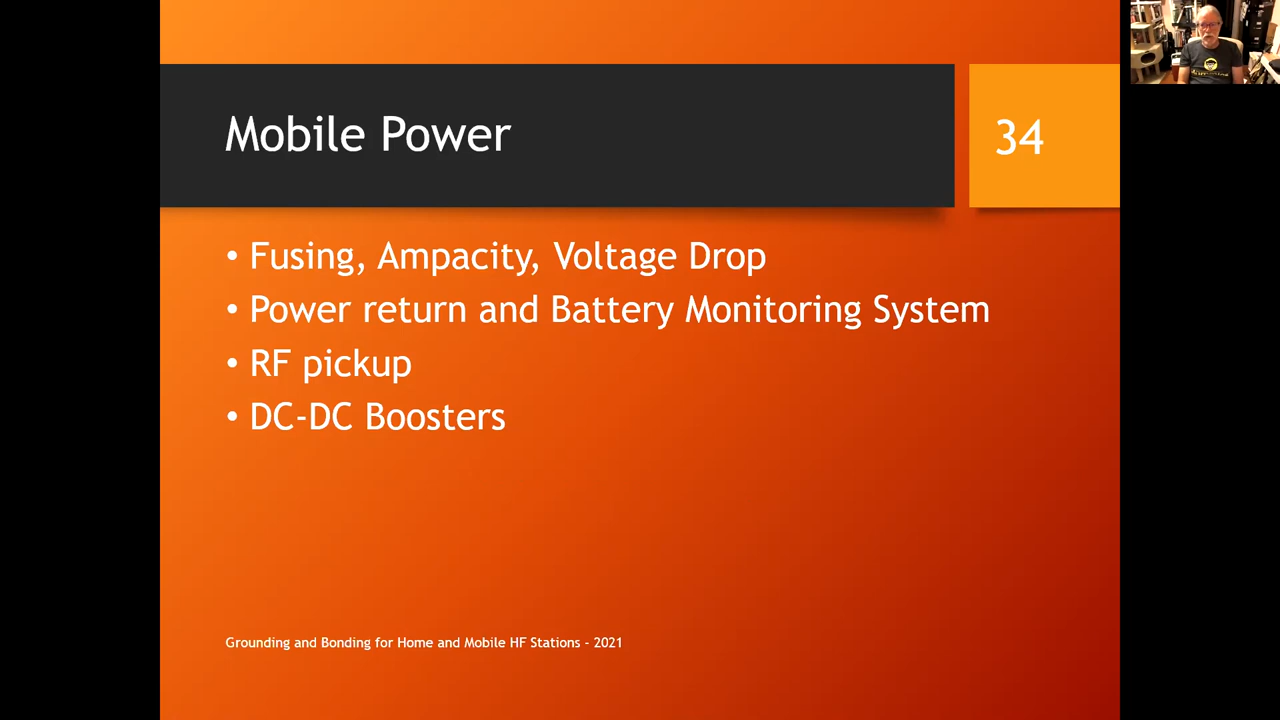 Mobile Power
34
• Fusing, Ampacity, Voltage Drop
• Power return and Battery Monitoring System
• RF pickup
• DC-DC Boosters
Grounding and Bonding for Home and Mobile HF Stations - 2021